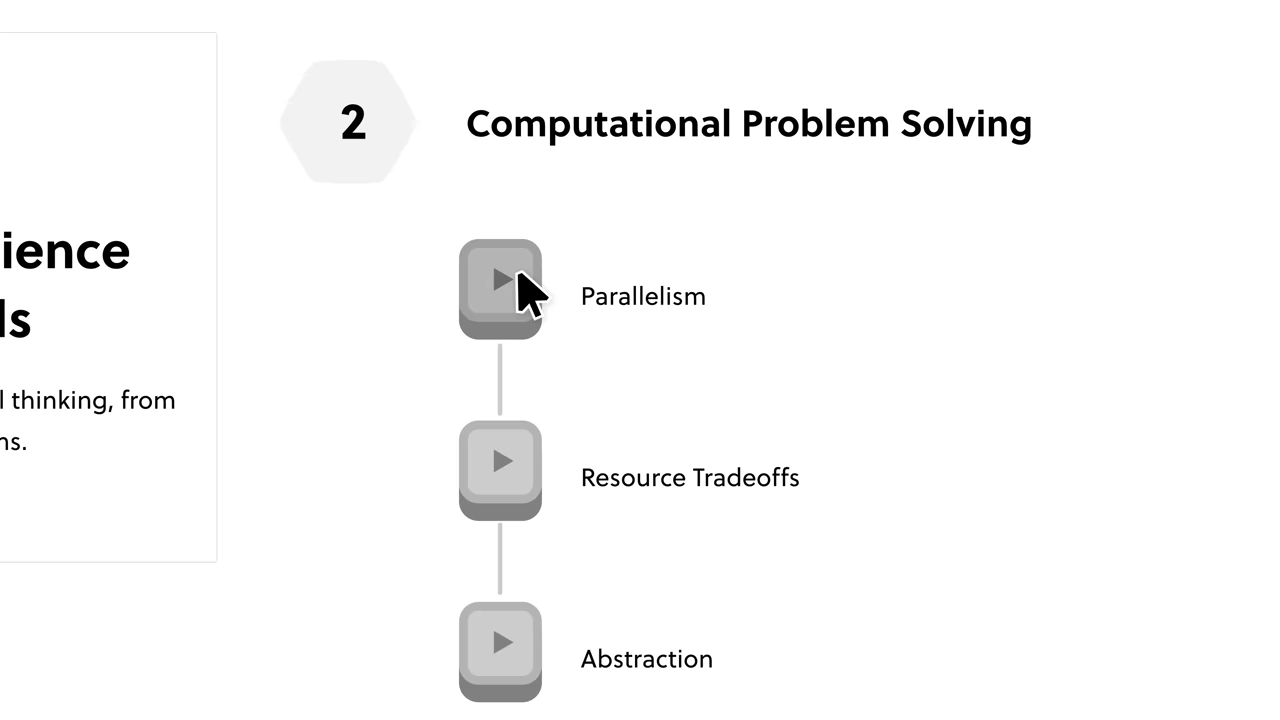 2
Computational Problem Solving
ience
ls
l thinking, from
ns.
Parallelism
Resource Tradeoffs
Abstraction